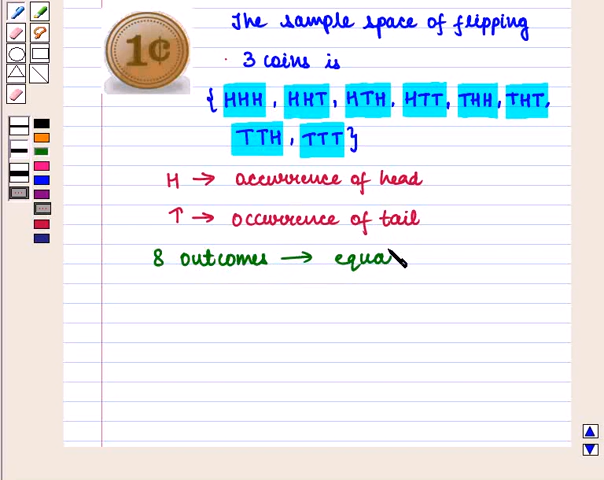 1¢
The sample space of flipping
3 coins is
{ HHH, HHT, HTH, HTT, THH, THT,
TTH, TTT }
H → occurrence of head
T → occurrence of tail
8 outcomes → equa